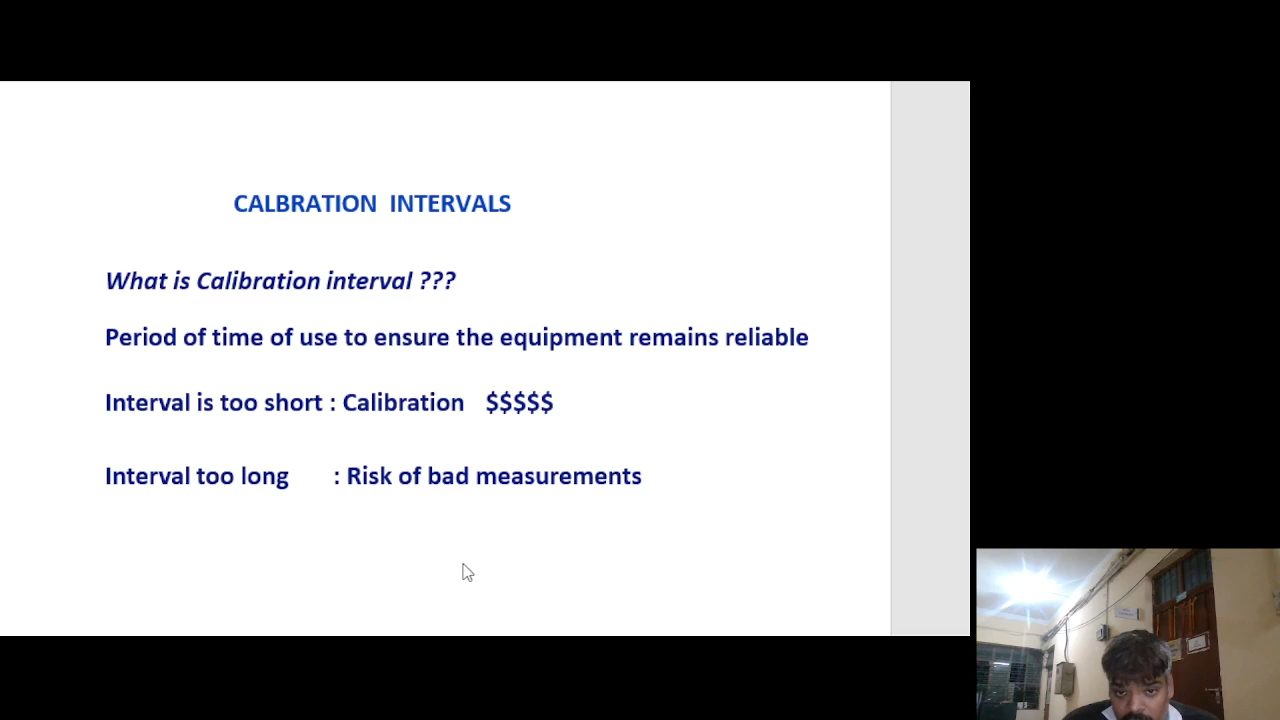 CALBRATION INTERVALS
What is Calibration interval ???
Period of time of use to ensure the equipment remains reliable
Interval is too short : Calibration $$$$$
Interval too long : Risk of bad measurements